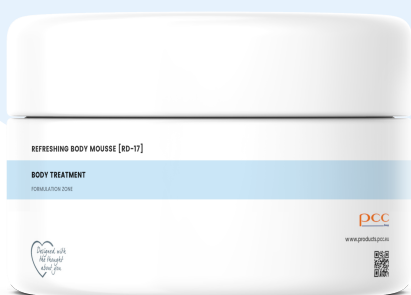 REFRESHING BODY MOUSSE [RD-17]
BODY TREATMENT
FORMULATION ZONE
pcc
www.products.pcc.eu
Designed with
the thought
about you